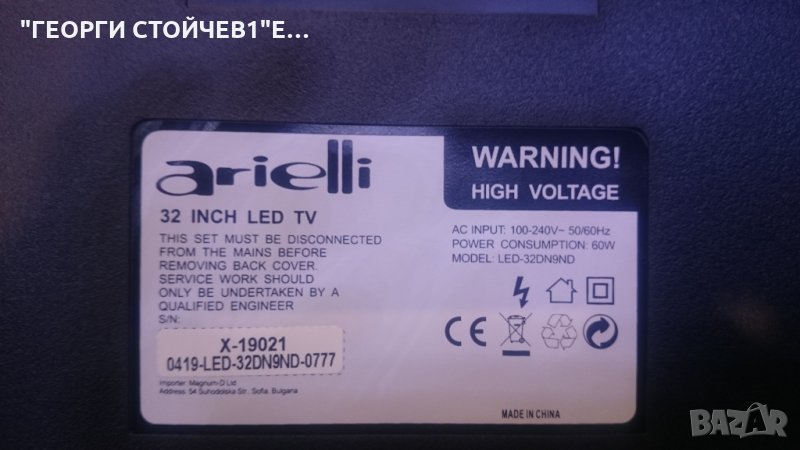 "ГЕОРГИ СТОЙЧЕВ1"Е...
arielli
32 INCH LED TV
THIS SET MUST BE DISCONNECTED
FROM THE MAINS BEFORE
REMOVING BACK COVER.
SERVICE WORK SHOULD
ONLY BE UNDERTAKEN BY A
QUALIFIED ENGINEER
S/N:
X-19021
0419-LED-32DN9ND-0777
Importer: Magnum-D Ltd
Address: 54 Suhodolska Str., Sofia, Bulgaria
WARNING!
HIGH VOLTAGE
AC INPUT: 100-240V~ 50/60Hz
POWER CONSUMPTION: 60W
MODEL: LED-32DN9ND
CE
MADE IN CHINA
BAZAR